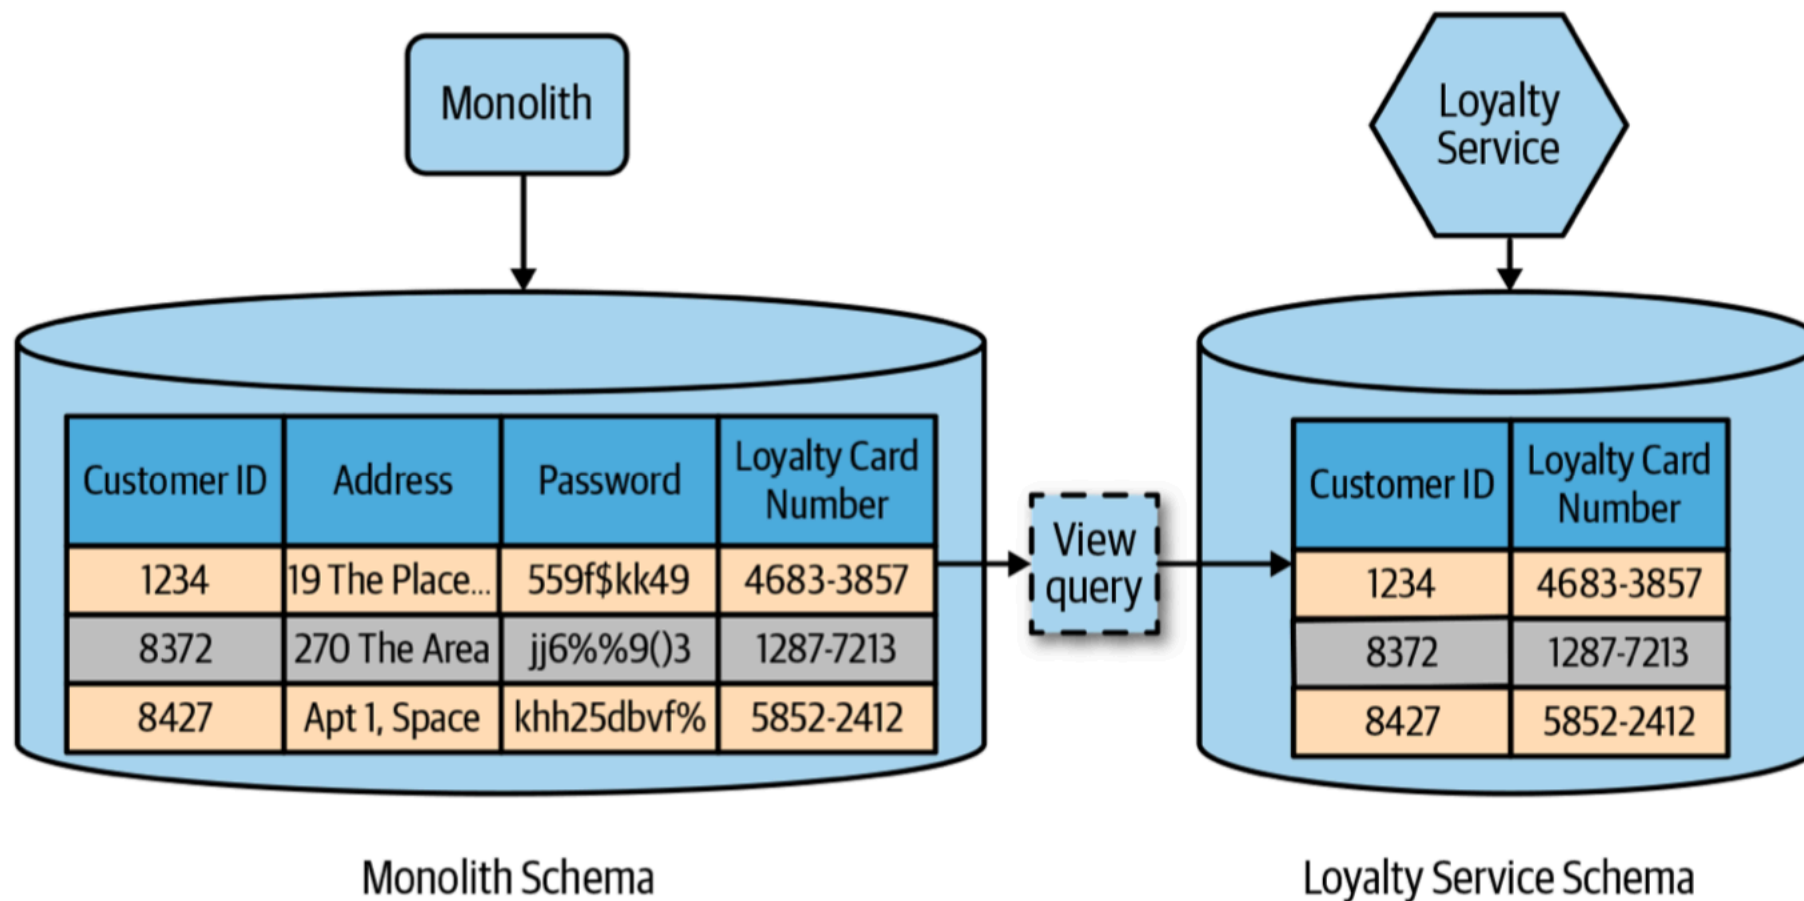 Monolith
Loyalty
Service
Customer ID
Address
Password
Loyalty Card
Number
1234
19 The Place...
559f$kk49
4683-3857
8372
270 The Area
jj6%%9()3
1287-7213
8427
Apt 1, Space
khh25dbvf%
5852-2412
View
query
Customer ID
Loyalty Card
Number
1234
4683-3857
8372
1287-7213
8427
5852-2412
Monolith Schema
Loyalty Service Schema